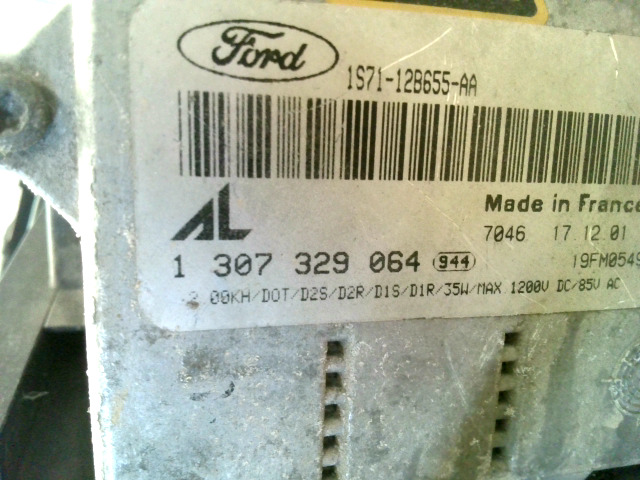 Ford
1S71-12B655-AA
Made in France
AL
7046 17.12.01
1 307 329 064 944
19FM0549
00KH/DOT/D2S/D2R/D1S/D1R/35W/MAX 1200V DC/85V AC